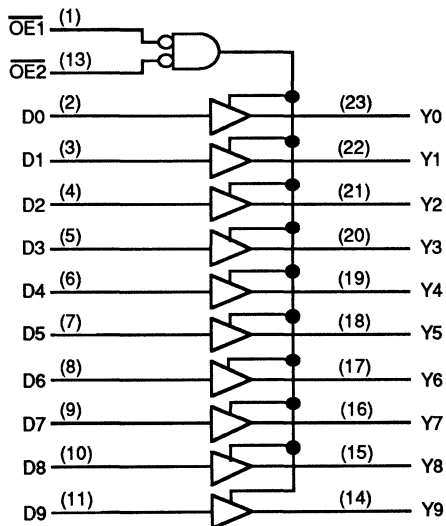 OE1 (1)
OE2 (13)
D0 (2) (23) Y0
D1 (3) (22) Y1
D2 (4) (21) Y2
D3 (5) (20) Y3
D4 (6) (19) Y4
D5 (7) (18) Y5
D6 (8) (17) Y6
D7 (9) (16) Y7
D8 (10) (15) Y8
D9 (11) (14) Y9